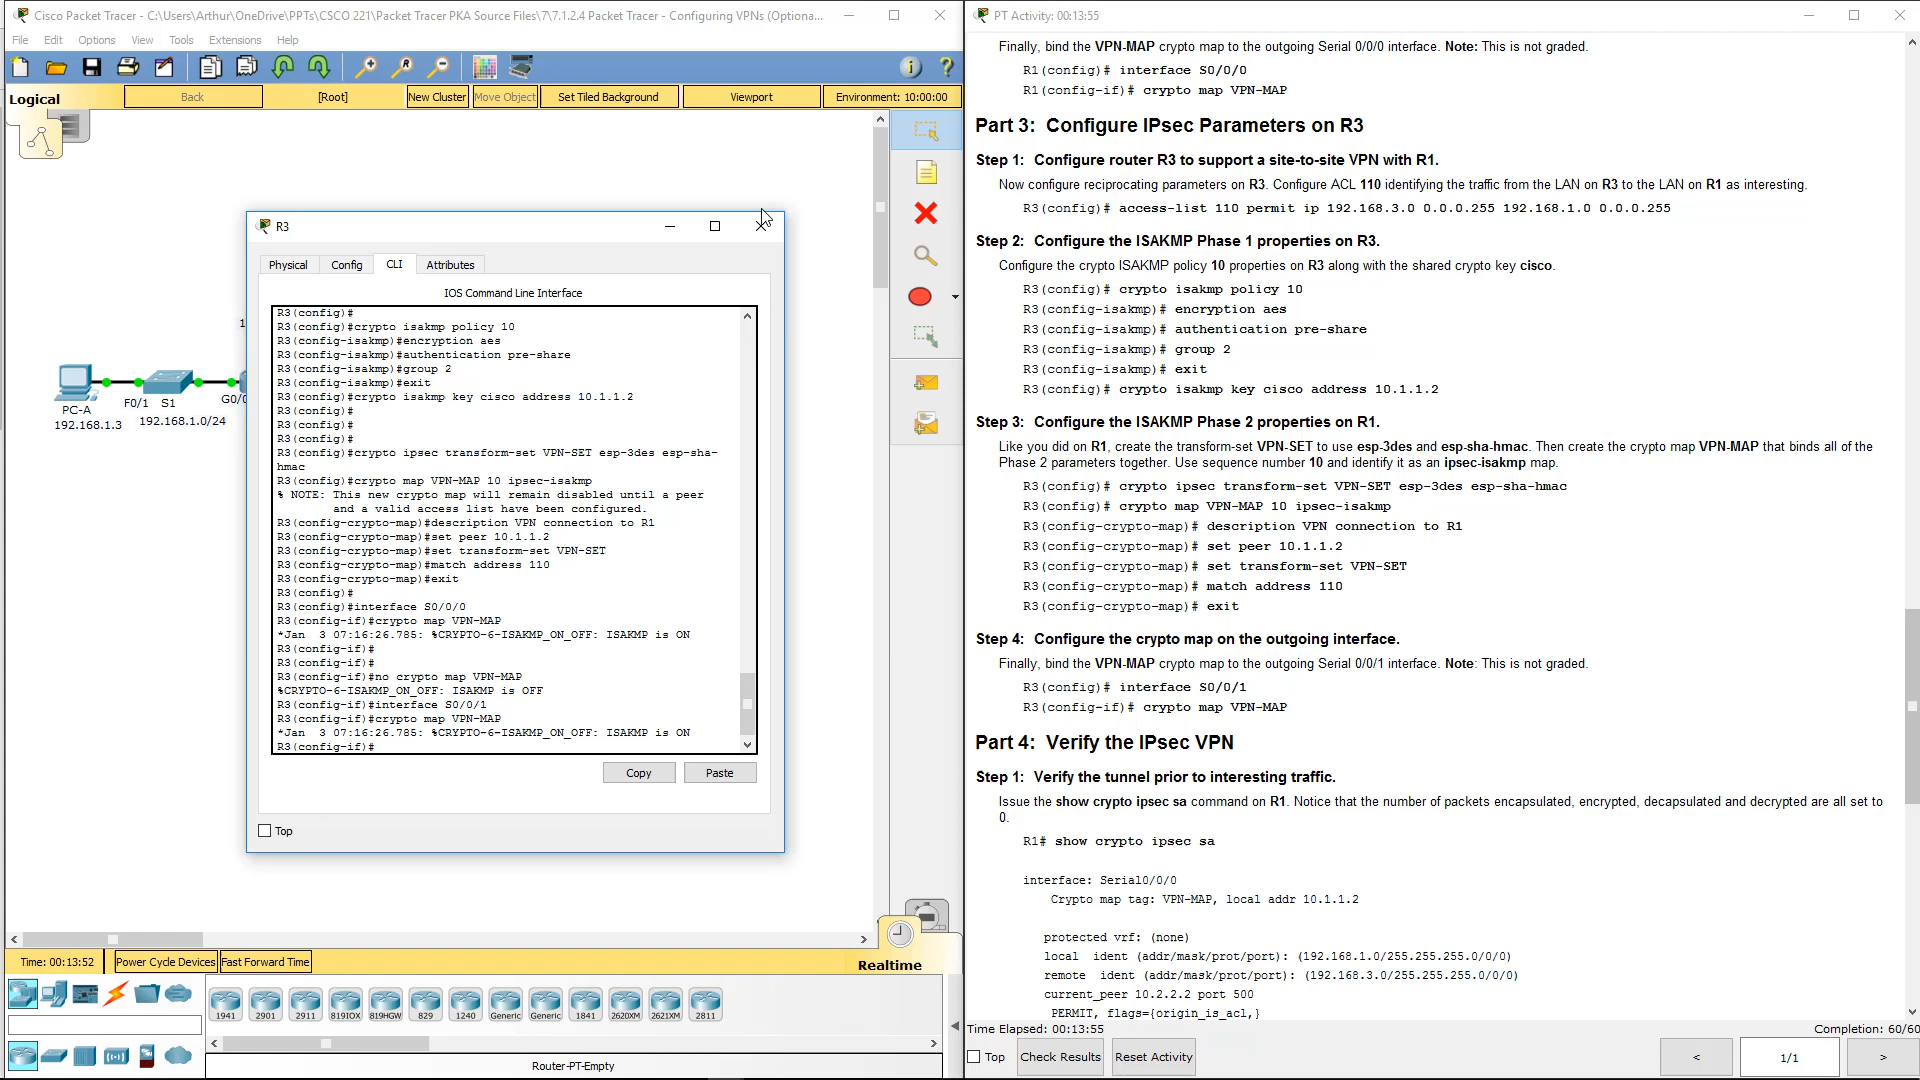 Cisco Packet Tracer - C:\Users\Arthur\OneDrive\PPTs\CSCO 221\Packet Tracer PKA Source Files\7\7.1.2.4 Packet Tracer - Configuring VPNs (Optiona...
File Edit Options View Tools Extensions Help
Logical
Back
[Root]
New Cluster
Move Object
Set Tiled Background
Viewport
Environment: 10:00:00
R3
Physical
Config
CLI
Attributes
IOS Command Line Interface
R3(config)#
R3(config)#crypto isakmp policy 10
R3(config-isakmp)#encryption aes
R3(config-isakmp)#authentication pre-share
R3(config-isakmp)#group 2
R3(config-isakmp)#exit
R3(config)#crypto isakmp key cisco address 10.1.1.2
R3(config)#
R3(config)#
R3(config)#
R3(config)#crypto ipsec transform-set VPN-SET esp-3des esp-sha-
hmac
R3(config)#crypto map VPN-MAP 10 ipsec-isakmp
% NOTE: This new crypto map will remain disabled until a peer
and a valid access list have been configured.
R3(config-crypto-map)#description VPN connection to R1
R3(config-crypto-map)#set peer 10.1.1.2
R3(config-crypto-map)#set transform-set VPN-SET
R3(config-crypto-map)#match address 110
R3(config-crypto-map)#exit
R3(config)#
R3(config)#interface S0/0/0
R3(config-if)#crypto map VPN-MAP
*Jan  3 07:16:26.785: %CRYPTO-6-ISAKMP_ON_OFF: ISAKMP is ON
R3(config-if)#
R3(config-if)#
R3(config-if)#no crypto map VPN-MAP
%CRYPTO-6-ISAKMP_ON_OFF: ISAKMP is OFF
R3(config-if)#interface S0/0/1
R3(config-if)#crypto map VPN-MAP
*Jan  3 07:16:26.785: %CRYPTO-6-ISAKMP_ON_OFF: ISAKMP is ON
R3(config-if)#
Copy
Paste
Top
1
PC-A
192.168.1.3
F0/1 S1
192.168.1.0/24
G0/
Time: 00:13:52
Power Cycle Devices
Fast Forward Time
Realtime
1941 2901 2911 819IOX 819HGW 829 1240 Generic Generic 1841 2620XM 2621XM 2811
Router-PT-Empty
PT Activity: 00:13:55
Finally, bind the VPN-MAP crypto map to the outgoing Serial 0/0/0 interface. Note: This is not graded.
R1(config)# interface S0/0/0
R1(config-if)# crypto map VPN-MAP
Part 3: Configure IPsec Parameters on R3
Step 1: Configure router R3 to support a site-to-site VPN with R1.
Now configure reciprocating parameters on R3. Configure ACL 110 identifying the traffic from the LAN on R3 to the LAN on R1 as interesting.
R3(config)# access-list 110 permit ip 192.168.3.0 0.0.0.255 192.168.1.0 0.0.0.255
Step 2: Configure the ISAKMP Phase 1 properties on R3.
Configure the crypto ISAKMP policy 10 properties on R3 along with the shared crypto key cisco.
R3(config)# crypto isakmp policy 10
R3(config-isakmp)# encryption aes
R3(config-isakmp)# authentication pre-share
R3(config-isakmp)# group 2
R3(config-isakmp)# exit
R3(config)# crypto isakmp key cisco address 10.1.1.2
Step 3: Configure the ISAKMP Phase 2 properties on R1.
Like you did on R1, create the transform-set VPN-SET to use esp-3des and esp-sha-hmac. Then create the crypto map VPN-MAP that binds all of the
Phase 2 parameters together. Use sequence number 10 and identify it as an ipsec-isakmp map.
R3(config)# crypto ipsec transform-set VPN-SET esp-3des esp-sha-hmac
R3(config)# crypto map VPN-MAP 10 ipsec-isakmp
R3(config-crypto-map)# description VPN connection to R1
R3(config-crypto-map)# set peer 10.1.1.2
R3(config-crypto-map)# set transform-set VPN-SET
R3(config-crypto-map)# match address 110
R3(config-crypto-map)# exit
Step 4: Configure the crypto map on the outgoing interface.
Finally, bind the VPN-MAP crypto map to the outgoing Serial 0/0/1 interface. Note: This is not graded.
R3(config)# interface S0/0/1
R3(config-if)# crypto map VPN-MAP
Part 4: Verify the IPsec VPN
Step 1: Verify the tunnel prior to interesting traffic.
Issue the show crypto ipsec sa command on R1. Notice that the number of packets encapsulated, encrypted, decapsulated and decrypted are all set to
0.
R1# show crypto ipsec sa
interface: Serial0/0/0
Crypto map tag: VPN-MAP, local addr 10.1.1.2
protected vrf: (none)
local  ident (addr/mask/prot/port): (192.168.1.0/255.255.255.0/0/0)
remote  ident (addr/mask/prot/port): (192.168.3.0/255.255.255.0/0/0)
current_peer 10.2.2.2 port 500
PERMIT, flags={origin_is_acl,}
Time Elapsed: 00:13:55
Completion: 60/60
Top
Check Results
Reset Activity
<
1/1
>